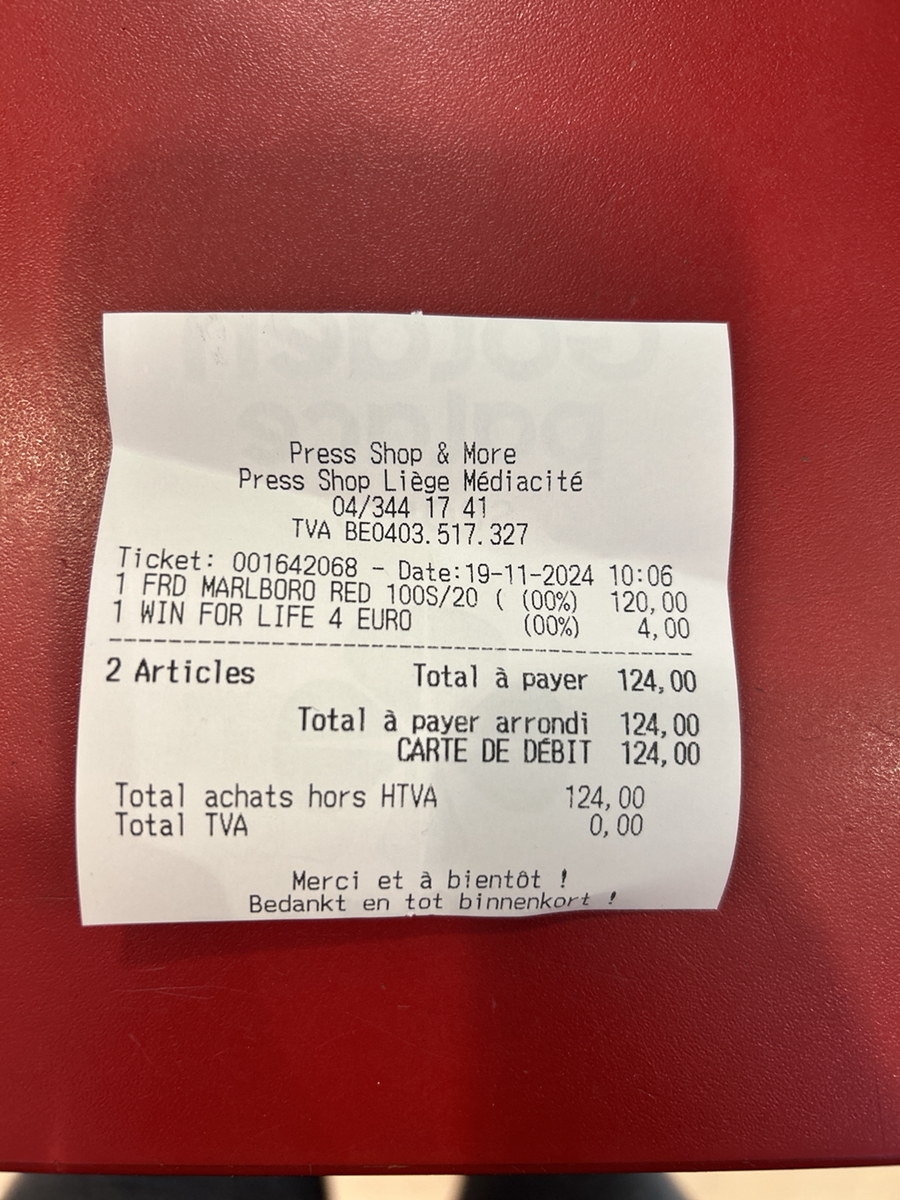 Press Shop & More
Press Shop Liège Médiacité
04/344 17 41
TVA BE0403.517.327
Ticket: 001642068 - Date:19-11-2024 10:06
1 FRD MARLBORO RED 100S/20 ( (00%) 120,00
1 WIN FOR LIFE 4 EURO (00%) 4,00
2 Articles Total à payer 124,00
Total à payer arrondi 124,00
CARTE DE DÉBIT 124,00
Total achats hors HTVA 124,00
Total TVA 0,00
Merci et à bientôt !
Bedankt en tot binnenkort !